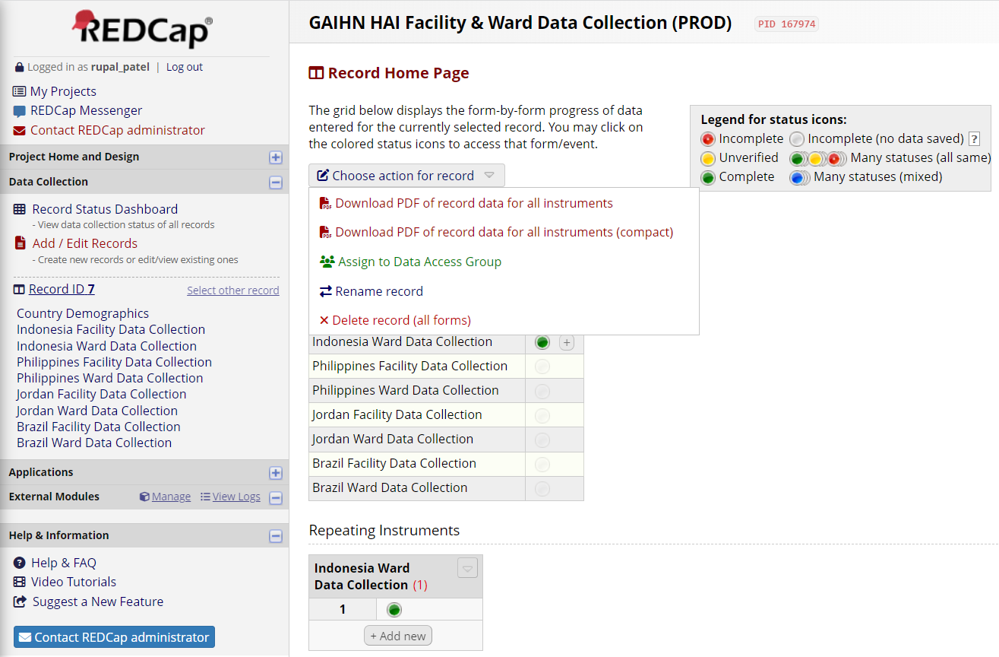 REDCap®
Logged in as rupal_patel | Log out
My Projects
REDCap Messenger
Contact REDCap administrator
Project Home and Design
Data Collection
Record Status Dashboard
- View data collection status of all records
Add / Edit Records
- Create new records or edit/view existing ones
Record ID 7 Select other record
Country Demographics
Indonesia Facility Data Collection
Indonesia Ward Data Collection
Philippines Facility Data Collection
Philippines Ward Data Collection
Jordan Facility Data Collection
Jordan Ward Data Collection
Brazil Facility Data Collection
Brazil Ward Data Collection
Applications
External Modules Manage View Logs
Help & Information
Help & FAQ
Video Tutorials
Suggest a New Feature
Contact REDCap administrator
GAIHN HAI Facility & Ward Data Collection (PROD) PID 167974
Record Home Page
The grid below displays the form-by-form progress of data
entered for the currently selected record. You may click on
the colored status icons to access that form/event.
Legend for status icons:
Incomplete Incomplete (no data saved) ?
Unverified Many statuses (all same)
Complete Many statuses (mixed)
Choose action for record
Download PDF of record data for all instruments
Download PDF of record data for all instruments (compact)
Assign to Data Access Group
Rename record
Delete record (all forms)
Indonesia Ward Data Collection +
Philippines Facility Data Collection
Philippines Ward Data Collection
Jordan Facility Data Collection
Jordan Ward Data Collection
Brazil Facility Data Collection
Brazil Ward Data Collection
Repeating Instruments
Indonesia Ward
Data Collection (1)
1
+ Add new